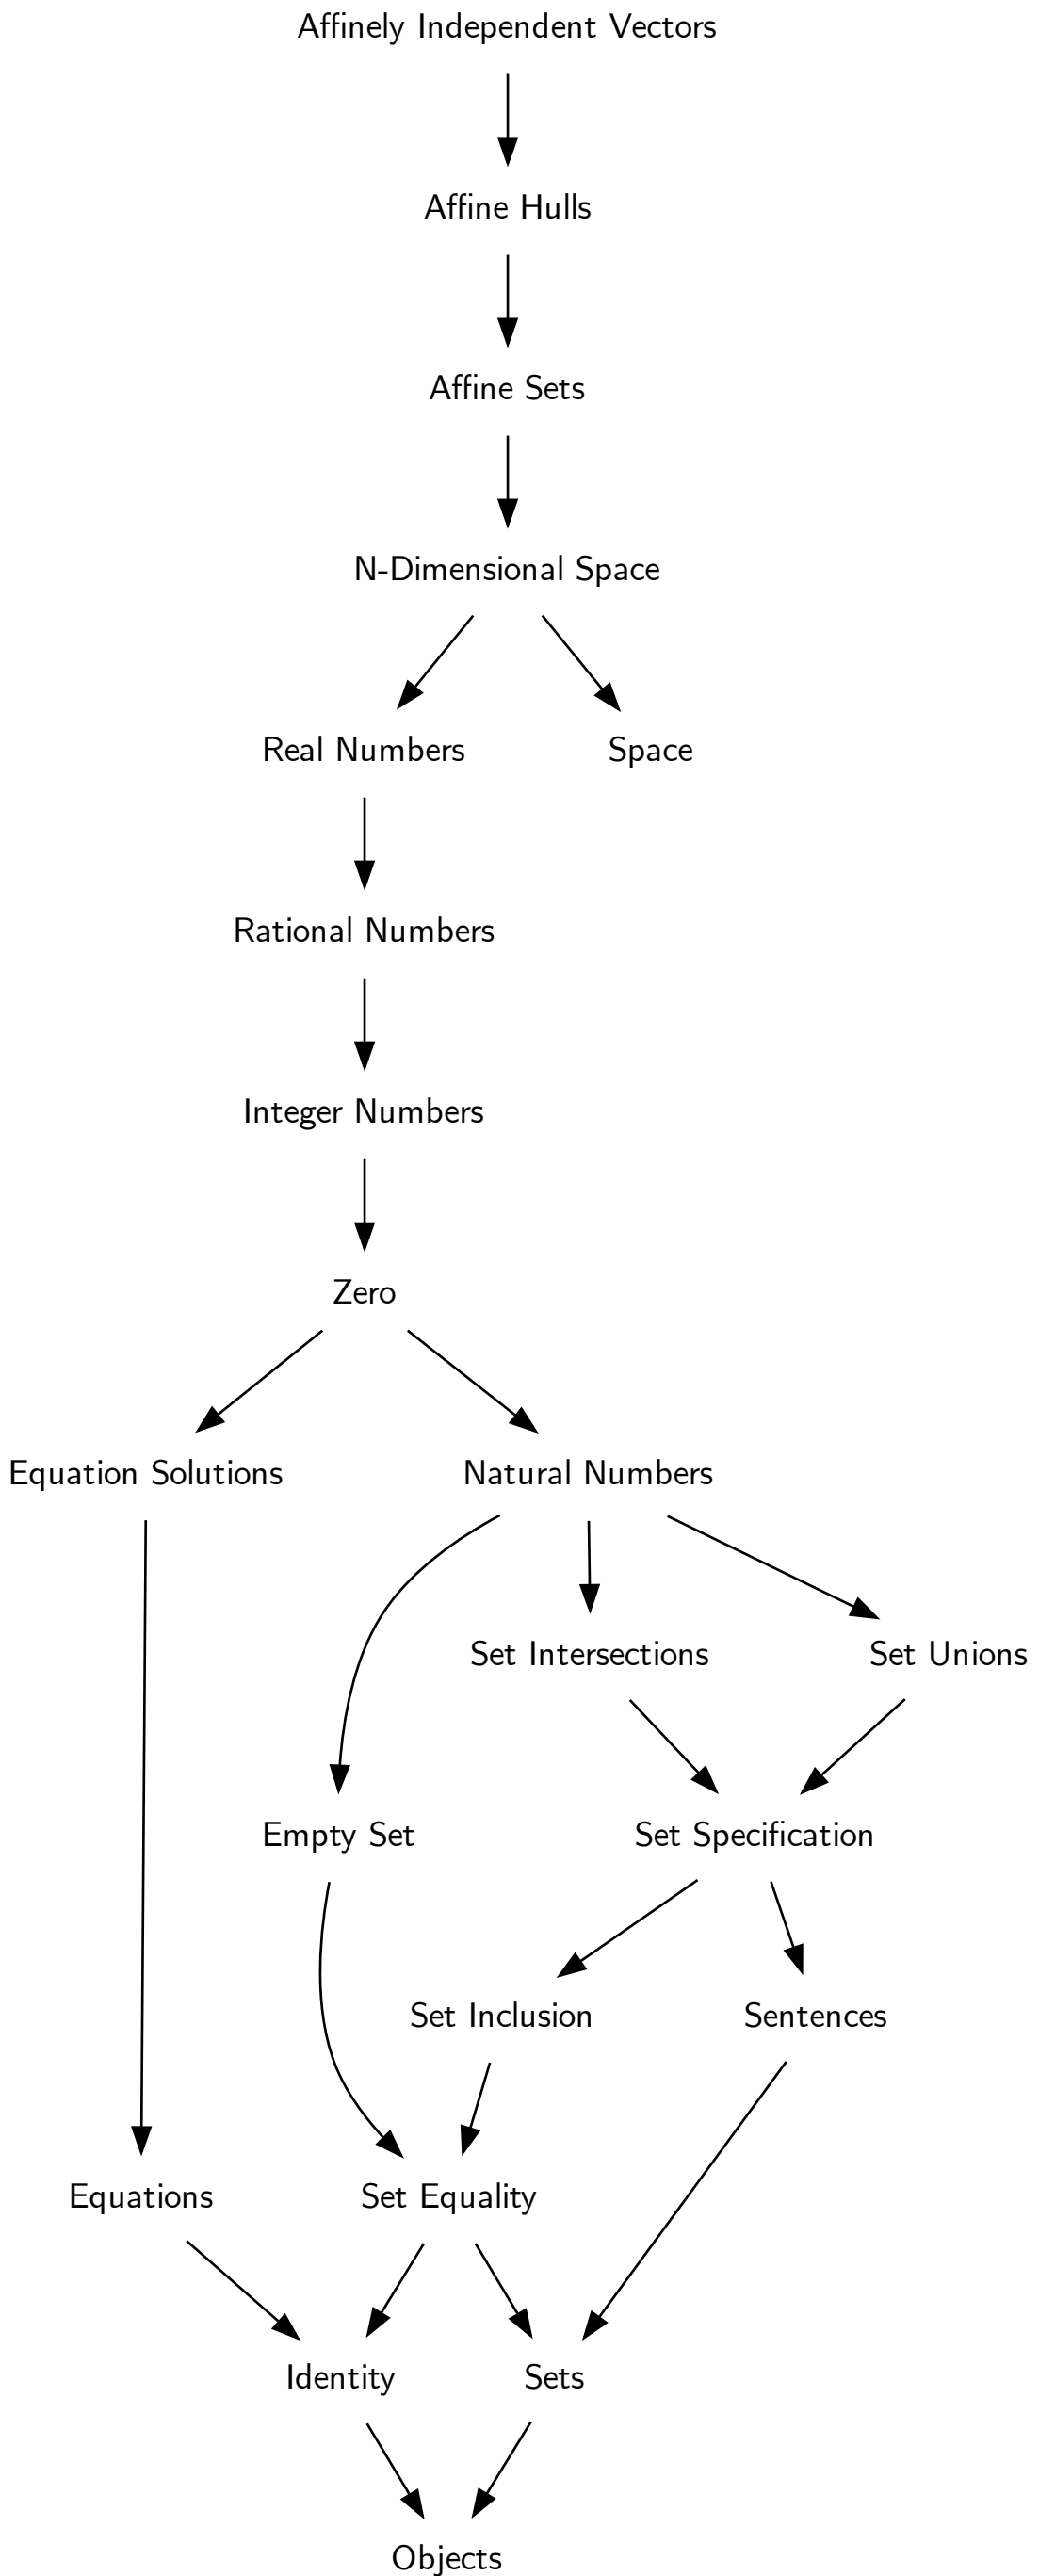 Affinely Independent Vectors
Affine Hulls
Affine Sets
N-Dimensional Space
Real Numbers
Space
Rational Numbers
Integer Numbers
Zero
Equation Solutions
Natural Numbers
Set Intersections
Set Unions
Empty Set
Set Specification
Set Inclusion
Sentences
Equations
Set Equality
Identity
Sets
Objects